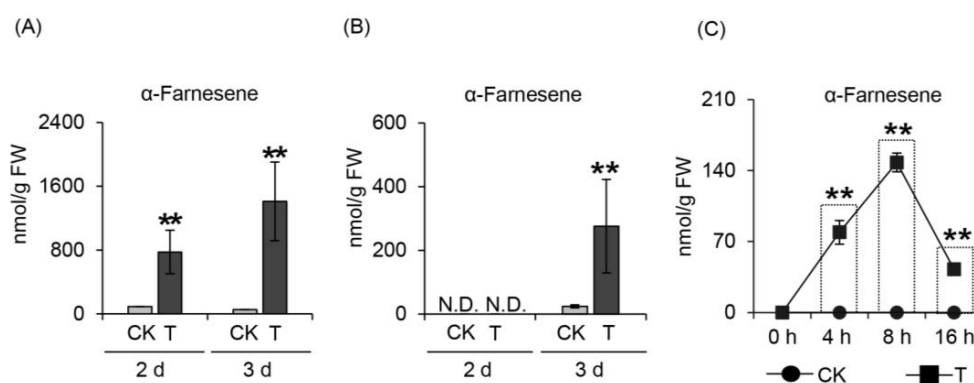 (A)
α-Farnesene
nmol/g FW
2400
1600
800
0
**
**
CK T CK T
2 d 3 d
(B)
α-Farnesene
nmol/g FW
600
400
200
0
N.D. N.D.
**
CK T CK T
2 d 3 d
(C)
α-Farnesene
nmol/g FW
210
140
70
0
**
**
**
0 h 4 h 8 h 16 h
CK T